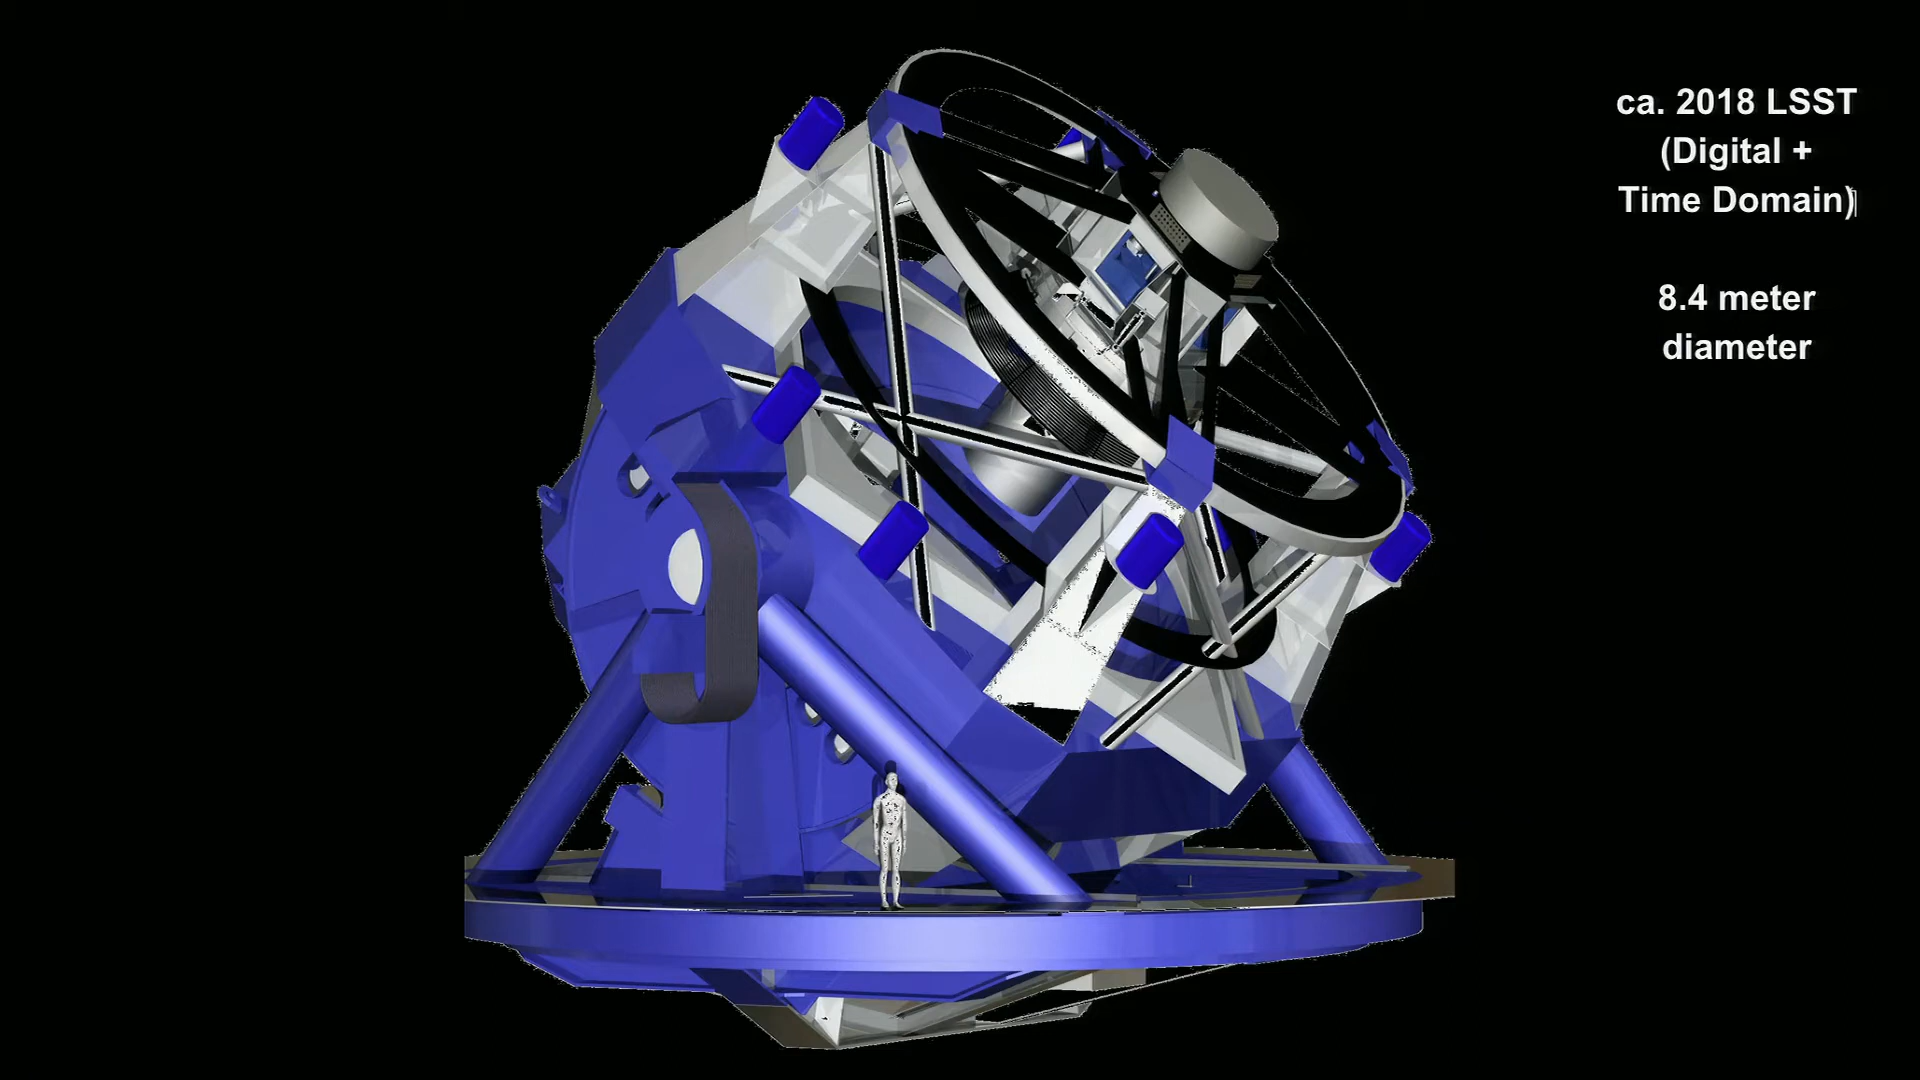 ca. 2018 LSST
(Digital +
Time Domain)
8.4 meter
diameter